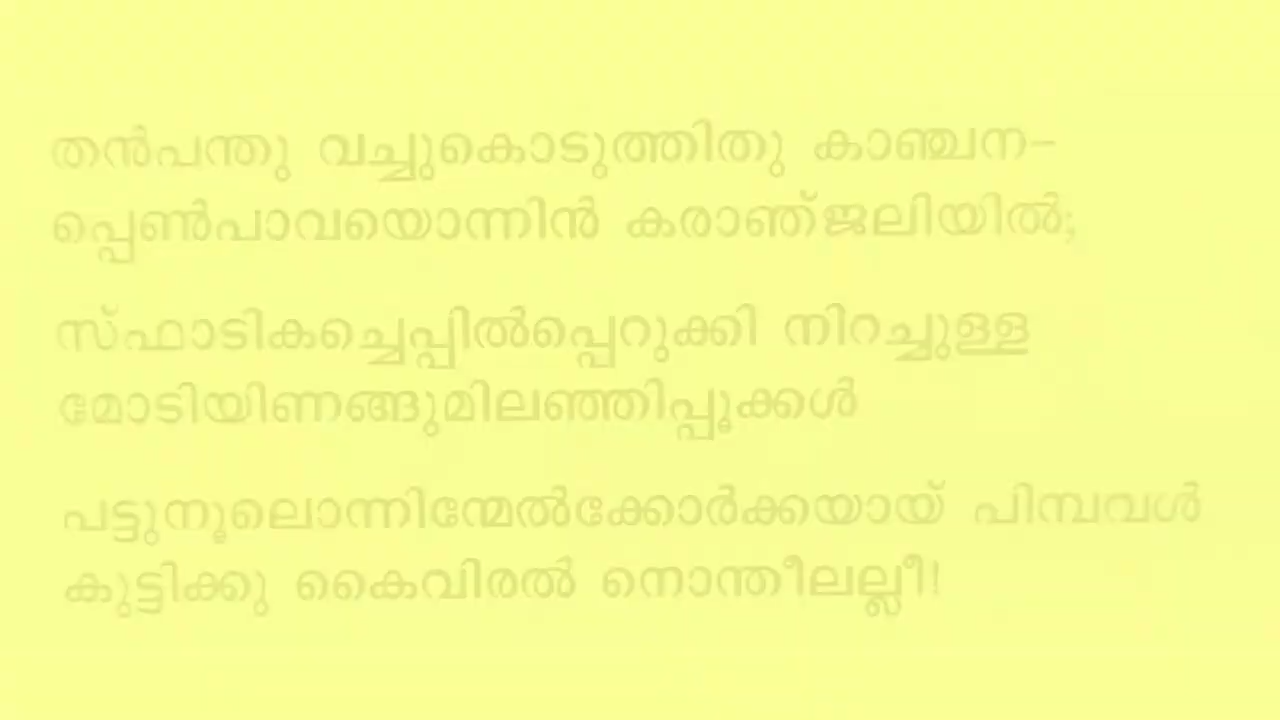 തൻപന്തു വച്ചുകൊടുത്തിതു കാഞ്ചന-
പ്പെൺപാവയൊന്നിൻ കരാഞ്ജലിയിൽ;
സ്ഫാടികച്ചെപ്പിൽപ്പെറുക്കി നിറച്ചുള്ള
മോടിയിണങ്ങുമിലഞ്ഞിപ്പൂക്കൾ
പട്ടുനൂലൊന്നിന്മേൽക്കോർക്കയായ് പിമ്പവൾ
കുട്ടിക്കു കൈവിരൽ നൊന്തീലല്ലീ!